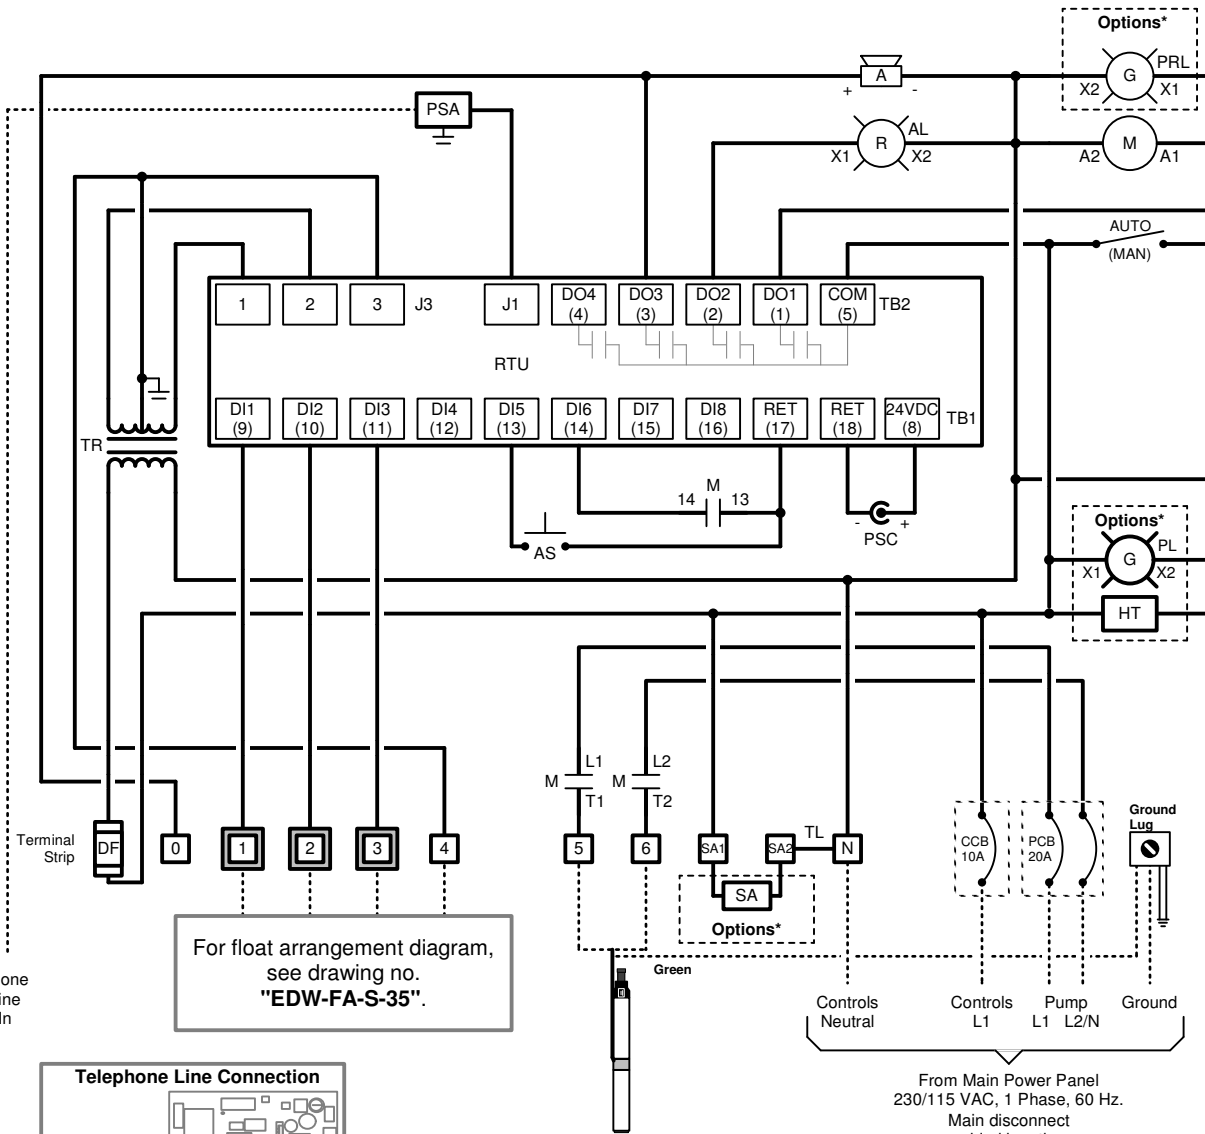 Options*
A
+ -
G
PRL
X2 X1
PSA
R
AL
X1 X2
M
A2 A1
AUTO
(MAN)
1 2 3 J3 J1
DO4 (4)
DO3 (3)
DO2 (2)
DO1 (1)
COM (5)
TB2
RTU
DI1 (9)
DI2 (10)
DI3 (11)
DI4 (12)
DI5 (13)
DI6 (14)
DI7 (15)
DI8 (16)
RET (17)
RET (18)
24VDC (8)
TB1
TR
M
14 13
AS
- +
PSC
Options*
G
PL
X1 X2
HT
M
L1
T1
M
L2
T2
Terminal
Strip
DF
0 1 2 3 4 5 6 SA1 SA2 TL N
CCB
10A
PCB
20A
Ground
Lug
SA
Options*
For float arrangement diagram,
see drawing no.
"EDW-FA-S-35".
Green
one
ine
In
Controls
Neutral
Controls
L1
Pump
L1 L2/N
Ground
Telephone Line Connection
From Main Power Panel
230/115 VAC, 1 Phase, 60 Hz.
Main disconnect